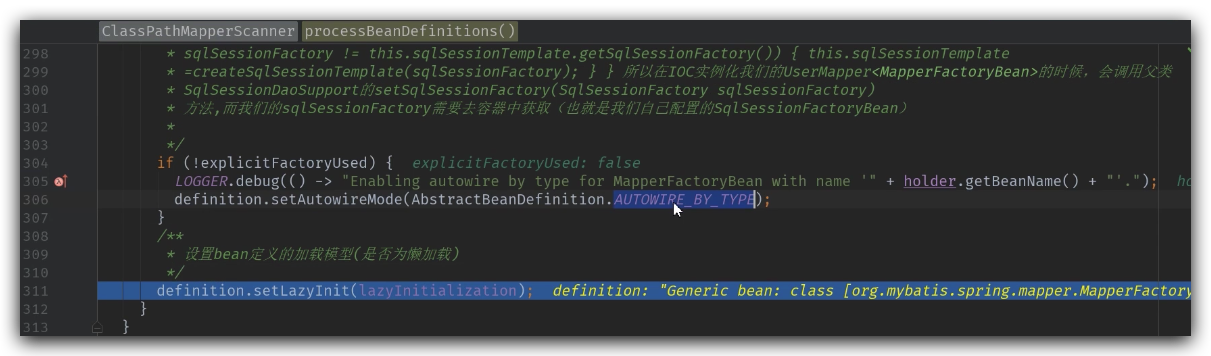 ClassPathMapperScanner processBeanDefinitions()
298 * sqlSessionFactory != this.sqlSessionTemplate.getSqlSessionFactory()) { this.sqlSessionTemplate
299 * =createSqlSessionTemplate(sqlSessionFactory); } } 所以在IOC实例化我们的UserMapper<MapperFactoryBean>的时候，会调用父类
300 * SqlSessionDaoSupport的setSqlSessionFactory(SqlSessionFactory sqlSessionFactory)
301 * 方法,而我们的sqlSessionFactory需要去容器中获取（也就是我们自己配置的SqlSessionFactoryBean）
302 *
303 */
304 if (!explicitFactoryUsed) { explicitFactoryUsed: false
305 LOGGER.debug(() -> "Enabling autowire by type for MapperFactoryBean with name '" + holder.getBeanName() + "'."); ho
306 definition.setAutowireMode(AbstractBeanDefinition.AUTOWIRE_BY_TYPE);
307 }
308 /**
309 * 设置bean定义的加载模型(是否为懒加载)
310 */
311 definition.setLazyInit(lazyInitialization); definition: "Generic bean: class [org.mybatis.spring.mapper.MapperFactory
312 }
313 }